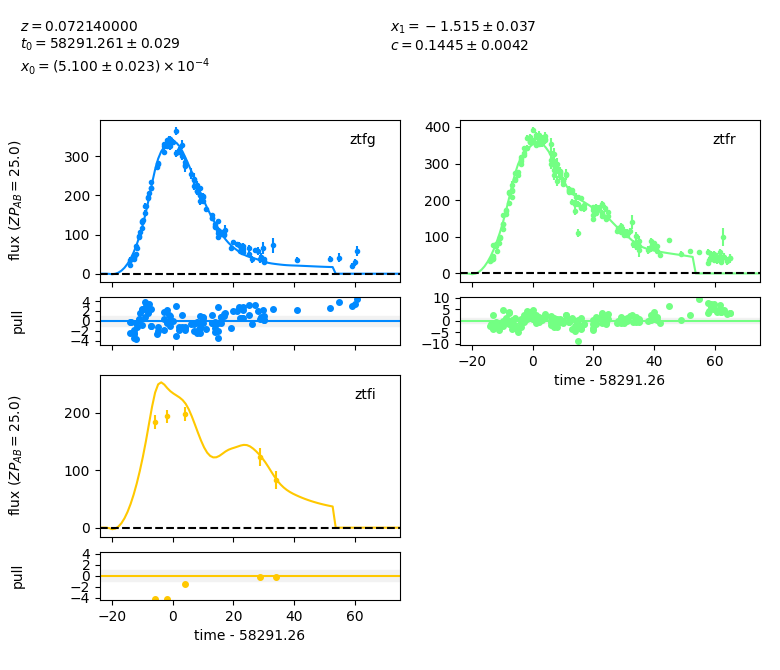 z = 0.072140000
t₀ = 58291.261 ± 0.029
x₀ = (5.100 ± 0.023) × 10⁻⁴
x₁ = −1.515 ± 0.037
c = 0.1445 ± 0.0042
flux (ZP_AB = 25.0)
ztfg
300
200
100
0
pull
4
2
0
−2
−4
ztfr
400
300
200
100
0
10
5
0
−5
−10
−20 0 20 40 60
time - 58291.26
flux (ZP_AB = 25.0)
ztfi
200
100
0
pull
4
2
0
−2
−4
−20 0 20 40 60
time - 58291.26